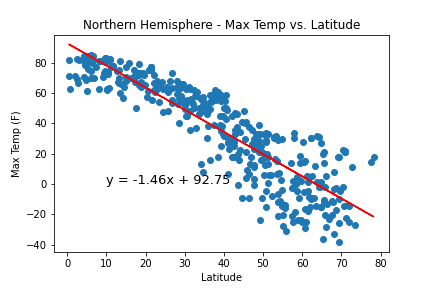 Northern Hemisphere - Max Temp vs. Latitude
Max Temp (F)
80
60
40
20
0
−20
−40
y = -1.46x + 92.75
0 10 20 30 40 50 60 70 80
Latitude